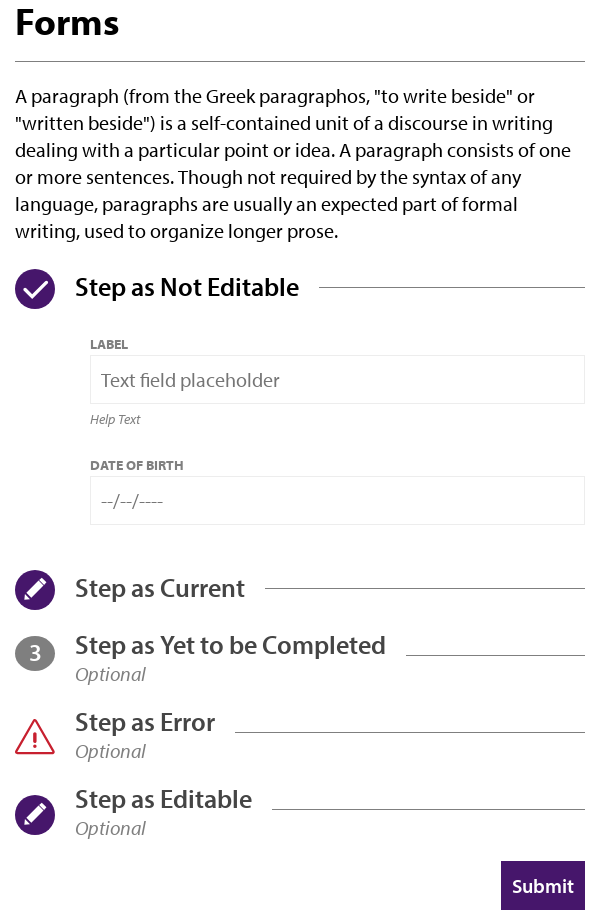 Forms
A paragraph (from the Greek paragraphos, "to write beside" or
"written beside") is a self-contained unit of a discourse in writing
dealing with a particular point or idea. A paragraph consists of one
or more sentences. Though not required by the syntax of any
language, paragraphs are usually an expected part of formal
writing, used to organize longer prose.
Step as Not Editable
LABEL
Text field placeholder
Help Text
DATE OF BIRTH
--/--/----
Step as Current
3 Step as Yet to be Completed
Optional
Step as Error
Optional
Step as Editable
Optional
Submit